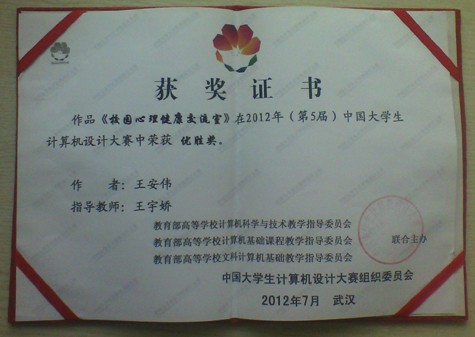 获奖证书
作品《校园心理健康交流室》在2012年（第5届）中国大学生
计算机设计大赛中荣获 优胜奖。
作 者：王安伟
指导教师：王宇娇
教育部高等学校计算机科学与技术教学指导委员会
教育部高等学校计算机基础课程教学指导委员会 联合主办
教育部高等学校文科计算机基础教学指导委员会
中国大学生计算机设计大赛组织委员会
2012年7月 武汉